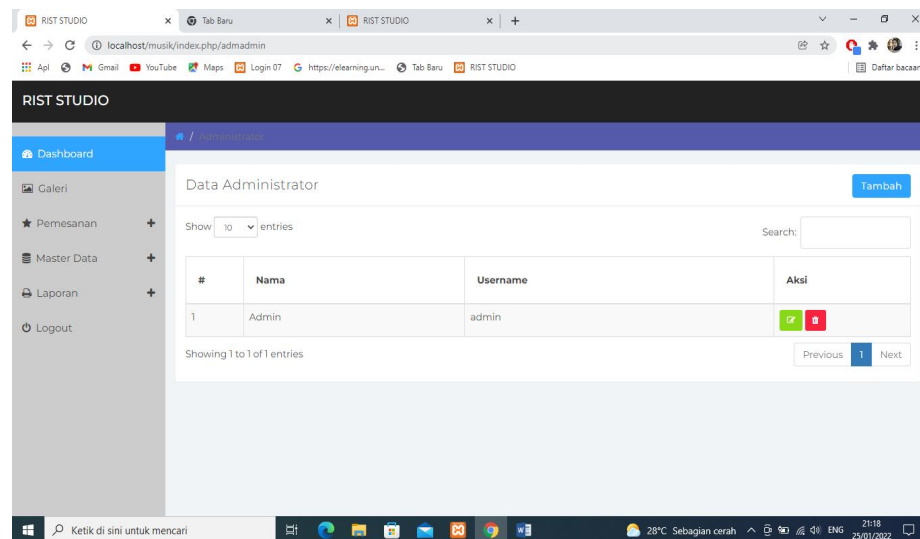 RIST STUDIO Tab Baru RIST STUDIO
localhost/musik/index.php/admadmin
Apl Gmail YouTube Maps Login 07 https://elearning.un... Tab Baru RIST STUDIO Daftar bacaan
RIST STUDIO
/ Administrator
Dashboard
Galeri
Pemesanan
Master Data
Laporan
Logout
Data Administrator Tambah
Show 10 entries Search:
# Nama Username Aksi
1 Admin admin
Showing 1 to 1 of 1 entries Previous 1 Next
Ketik di sini untuk mencari 28°C Sebagian cerah ENG 21:18
25/01/2022